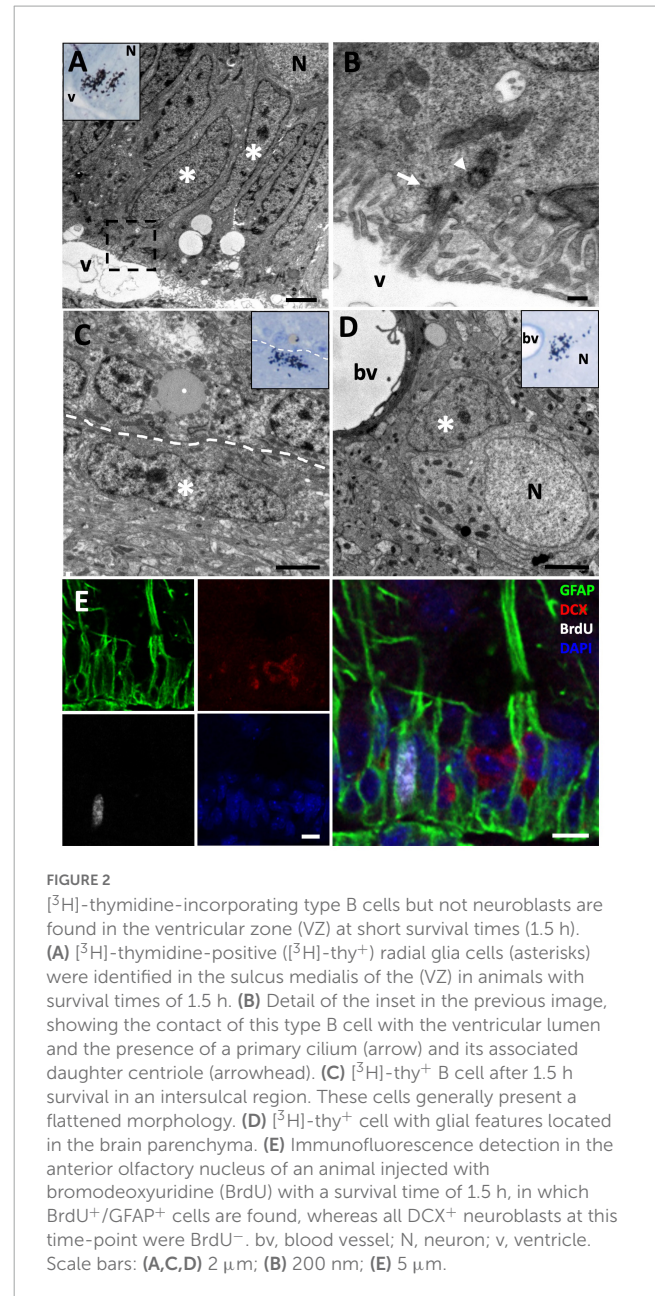 A
N
v
N
*
*
v
B
v
C
*
D
bv
bv
N
*
N
E
GFAP
DCX
BrdU
DAPI
FIGURE 2
[³H]-thymidine-incorporating type B cells but not neuroblasts are
found in the ventricular zone (VZ) at short survival times (1.5 h).
(A) [³H]-thymidine-positive ([³H]-thy⁺) radial glia cells (asterisks)
were identified in the sulcus medialis of the (VZ) in animals with
survival times of 1.5 h. (B) Detail of the inset in the previous image,
showing the contact of this type B cell with the ventricular lumen
and the presence of a primary cilium (arrow) and its associated
daughter centriole (arrowhead). (C) [³H]-thy⁺ B cell after 1.5 h
survival in an intersulcal region. These cells generally present a
flattened morphology. (D) [³H]-thy⁺ cell with glial features located
in the brain parenchyma. (E) Immunofluorescence detection in the
anterior olfactory nucleus of an animal injected with
bromodeoxyuridine (BrdU) with a survival time of 1.5 h, in which
BrdU⁺/GFAP⁺ cells are found, whereas all DCX⁺ neuroblasts at this
time-point were BrdU⁻. bv, blood vessel; N, neuron; v, ventricle.
Scale bars: (A,C,D) 2 μm; (B) 200 nm; (E) 5 μm.